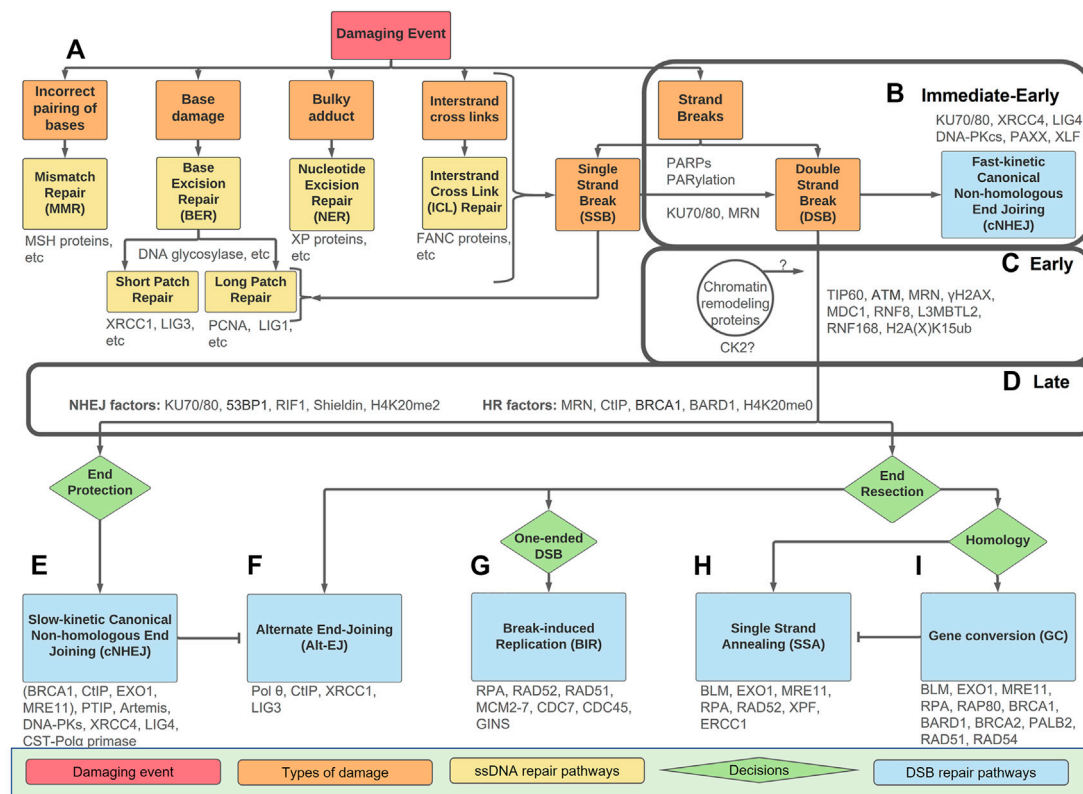 Damaging Event
A
Incorrect
pairing of
bases
Base
damage
Bulky
adduct
Interstrand
cross links
Strand
Breaks
B
Immediate-Early
KU70/80, XRCC4, LIG4
DNA-PKcs, PAXX, XLF
Mismatch
Repair
(MMR)
MSH proteins,
etc
Base
Excision
Repair
(BER)
Nucleotide
Excision
Repair
(NER)
XP proteins,
etc
Interstrand
Cross Link
(ICL) Repair
FANC proteins,
etc
Single
Strand
Break
(SSB)
PARPs
PARylation
KU70/80, MRN
Double
Strand
Break
(DSB)
Fast-kinetic
Canonical
Non-homologous
End Joiring
(cNHEJ)
DNA glycosylase, etc
Short Patch
Repair
XRCC1, LIG3,
etc
Long Patch
Repair
PCNA, LIG1,
etc
C
Early
?
Chromatin
remodeling
proteins
CK2?
TIP60, ATM, MRN, γH2AX,
MDC1, RNF8, L3MBTL2,
RNF168, H2A(X)K15ub
D
Late
NHEJ factors: KU70/80, 53BP1, RIF1, Shieldin, H4K20me2
HR factors: MRN, CtIP, BRCA1, BARD1, H4K20me0
End
Protection
End
Resection
One-ended
DSB
Homology
E
Slow-kinetic Canonical
Non-homologous End
Joining (cNHEJ)
(BRCA1, CtIP, EXO1,
MRE11), PTIP, Artemis,
DNA-PKs, XRCC4, LIG4,
CST-Polα primase
F
Alternate End-Joining
(Alt-EJ)
Pol θ, CtIP, XRCC1,
LIG3
G
Break-induced
Replication (BIR)
RPA, RAD52, RAD51,
MCM2-7, CDC7, CDC45,
GINS
H
Single Strand
Annealing (SSA)
BLM, EXO1, MRE11,
RPA, RAD52, XPF,
ERCC1
I
Gene conversion (GC)
BLM, EXO1, MRE11,
RPA, RAP80, BRCA1,
BARD1, BRCA2, PALB2,
RAD51, RAD54
Damaging event
Types of damage
ssDNA repair pathways
Decisions
DSB repair pathways